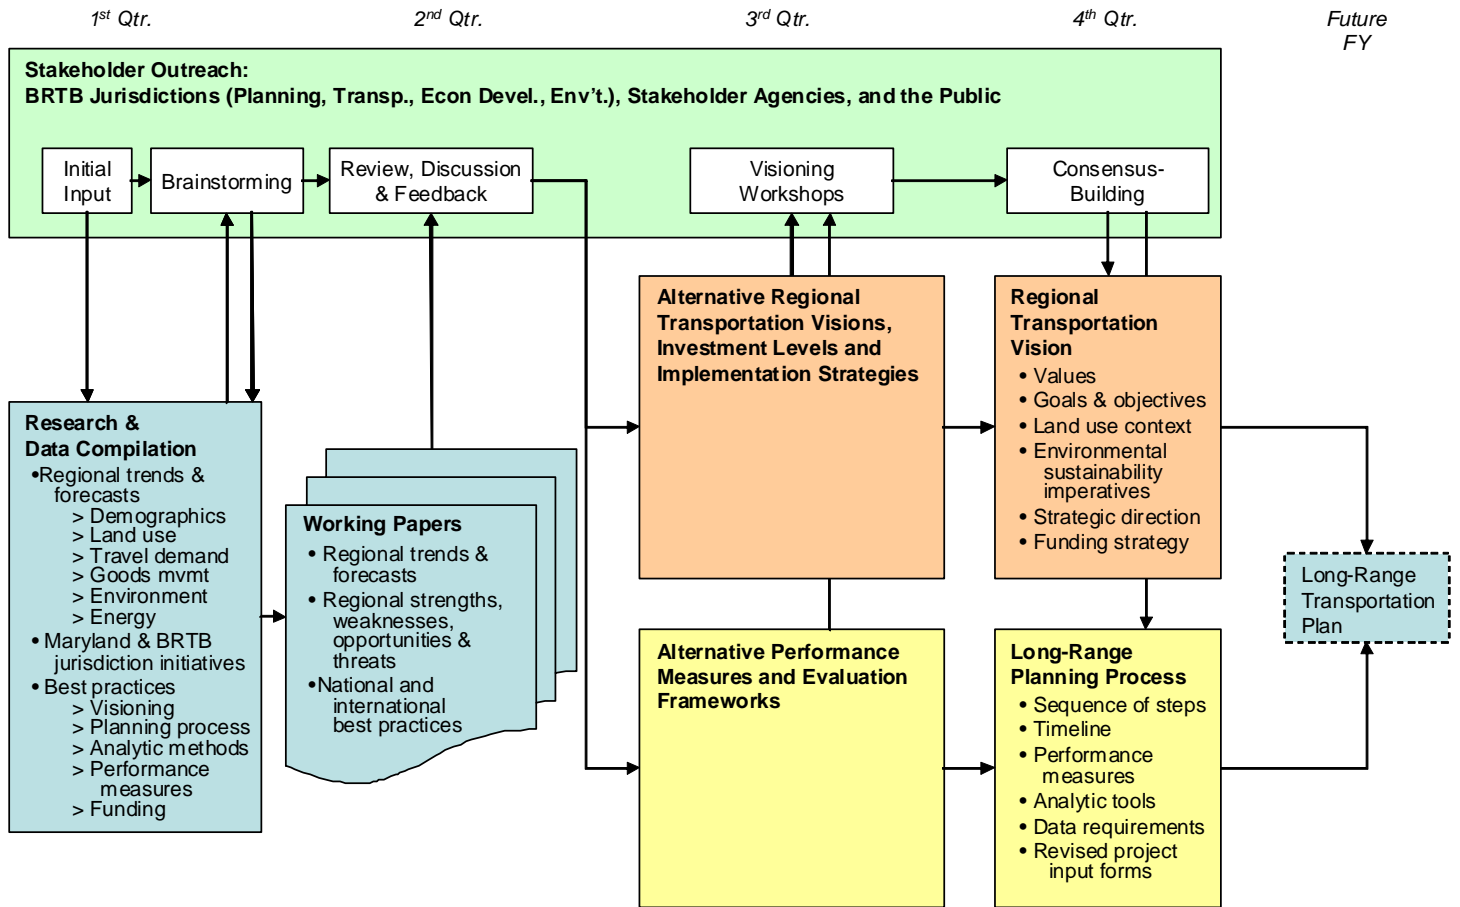 1st Qtr.
2nd Qtr.
3rd Qtr.
4th Qtr.
Future
FY
Stakeholder Outreach:
BRTB Jurisdictions (Planning, Transp., Econ Devel., Env’t.), Stakeholder Agencies, and the Public
Initial
Input
Brainstorming
Review, Discussion
& Feedback
Visioning
Workshops
Consensus-
Building
Research &
Data Compilation
•Regional trends &
forecasts
> Demographics
> Land use
> Travel demand
> Goods mvmt
> Environment
> Energy
• Maryland & BRTB
jurisdiction initiatives
• Best practices
> Visioning
> Planning process
> Analytic methods
> Performance
measures
> Funding
Working Papers
• Regional trends &
forecasts
• Regional strengths,
weaknesses,
opportunities &
threats
•National and
international
best practices
Alternative Regional
Transportation Visions,
Investment Levels and
Implementation Strategies
Alternative Performance
Measures and Evaluation
Frameworks
Regional
Transportation
Vision
• Values
• Goals & objectives
• Land use context
• Environmental
sustainability
imperatives
• Strategic direction
• Funding strategy
Long-Range
Planning Process
• Sequence of steps
• Timeline
• Performance
measures
• Analytic tools
• Data requirements
• Revised project
input forms
Long-Range
Transportation
Plan